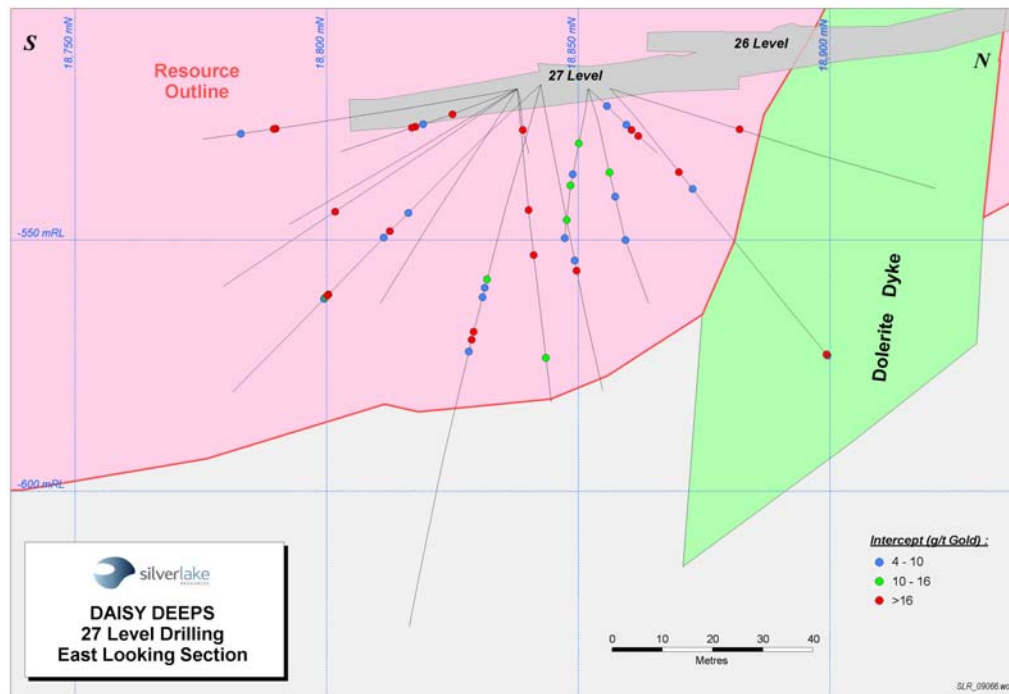 S
18,750 mN
18,800 mN
18,850 mN
18,900 mN
26 Level
N
Resource
Outline
27 Level
-550 mRL
Dolerite Dyke
-600 mRL
silverlake
RESOURCES
DAISY DEEPS
27 Level Drilling
East Looking Section
Intercept (g/t Gold) :
4 - 10
10 - 16
>16
0 10 20 30 40
Metres
SLR_09066.wo